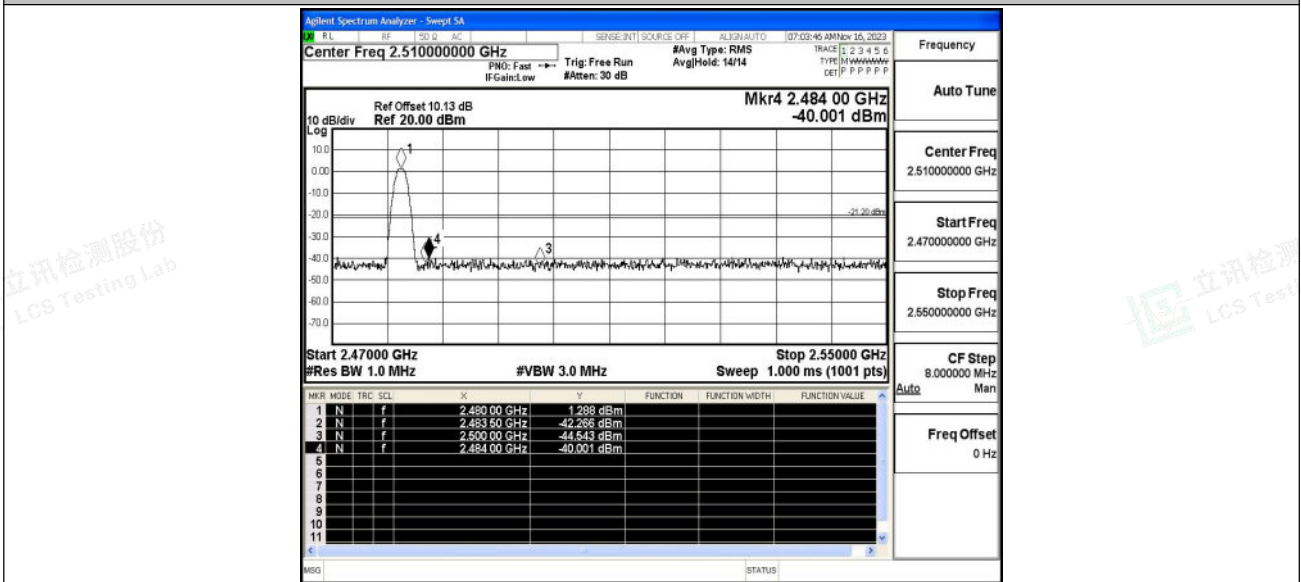 Agilent Spectrum Analyzer - Swept SA
RL RF 50 Ω AC SENSE:INT SOURCE OFF ALIGN AUTO 07:03:46 AM Nov 16, 2023
Center Freq 2.510000000 GHz
PNO: Fast
IFGain:Low
Trig: Free Run
#Atten: 30 dB
#Avg Type: RMS
Avg|Hold: 14/14
TRACE 1 2 3 4 5 6
TYPE M W W W W W
DET P P P P P P
Frequency
Auto Tune
Center Freq
2.510000000 GHz
Start Freq
2.470000000 GHz
Stop Freq
2.550000000 GHz
CF Step
8.000000 MHz
Auto Man
Freq Offset
0 Hz
Mkr4 2.484 00 GHz
-40.001 dBm
Ref Offset 10.13 dB
10 dB/div Ref 20.00 dBm
Log
10.0
0.00
-10.0
-20.0
-30.0
-40.0
-50.0
-60.0
-70.0
1
4
3
-21.20 dBm
Start 2.47000 GHz Stop 2.55000 GHz
#Res BW 1.0 MHz #VBW 3.0 MHz Sweep 1.000 ms (1001 pts)
MKR MODE TRC SCL X Y FUNCTION FUNCTION WIDTH FUNCTION VALUE
1 N f 2.480 00 GHz 1.288 dBm
2 N f 2.483 50 GHz -42.266 dBm
3 N f 2.500 00 GHz -44.543 dBm
4 N f 2.484 00 GHz -40.001 dBm
5
6
7
8
9
10
11
MSG STATUS
立讯检测股份
LCS Testing Lab
立讯检测
LCS Test